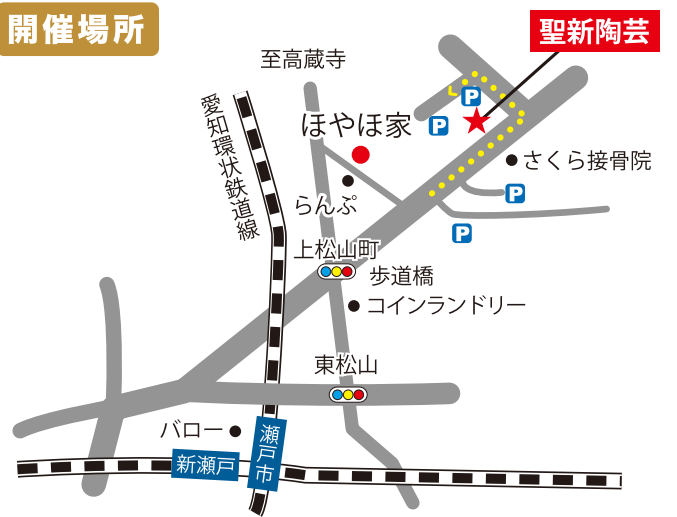 開催場所
聖新陶芸
至高蔵寺
愛知環状鉄道線
P
ほやほ家
P
さくら接骨院
らんぷ
P
P
上松山町
歩道橋
コインランドリー
東松山
バロー
瀬戸市
新瀬戸